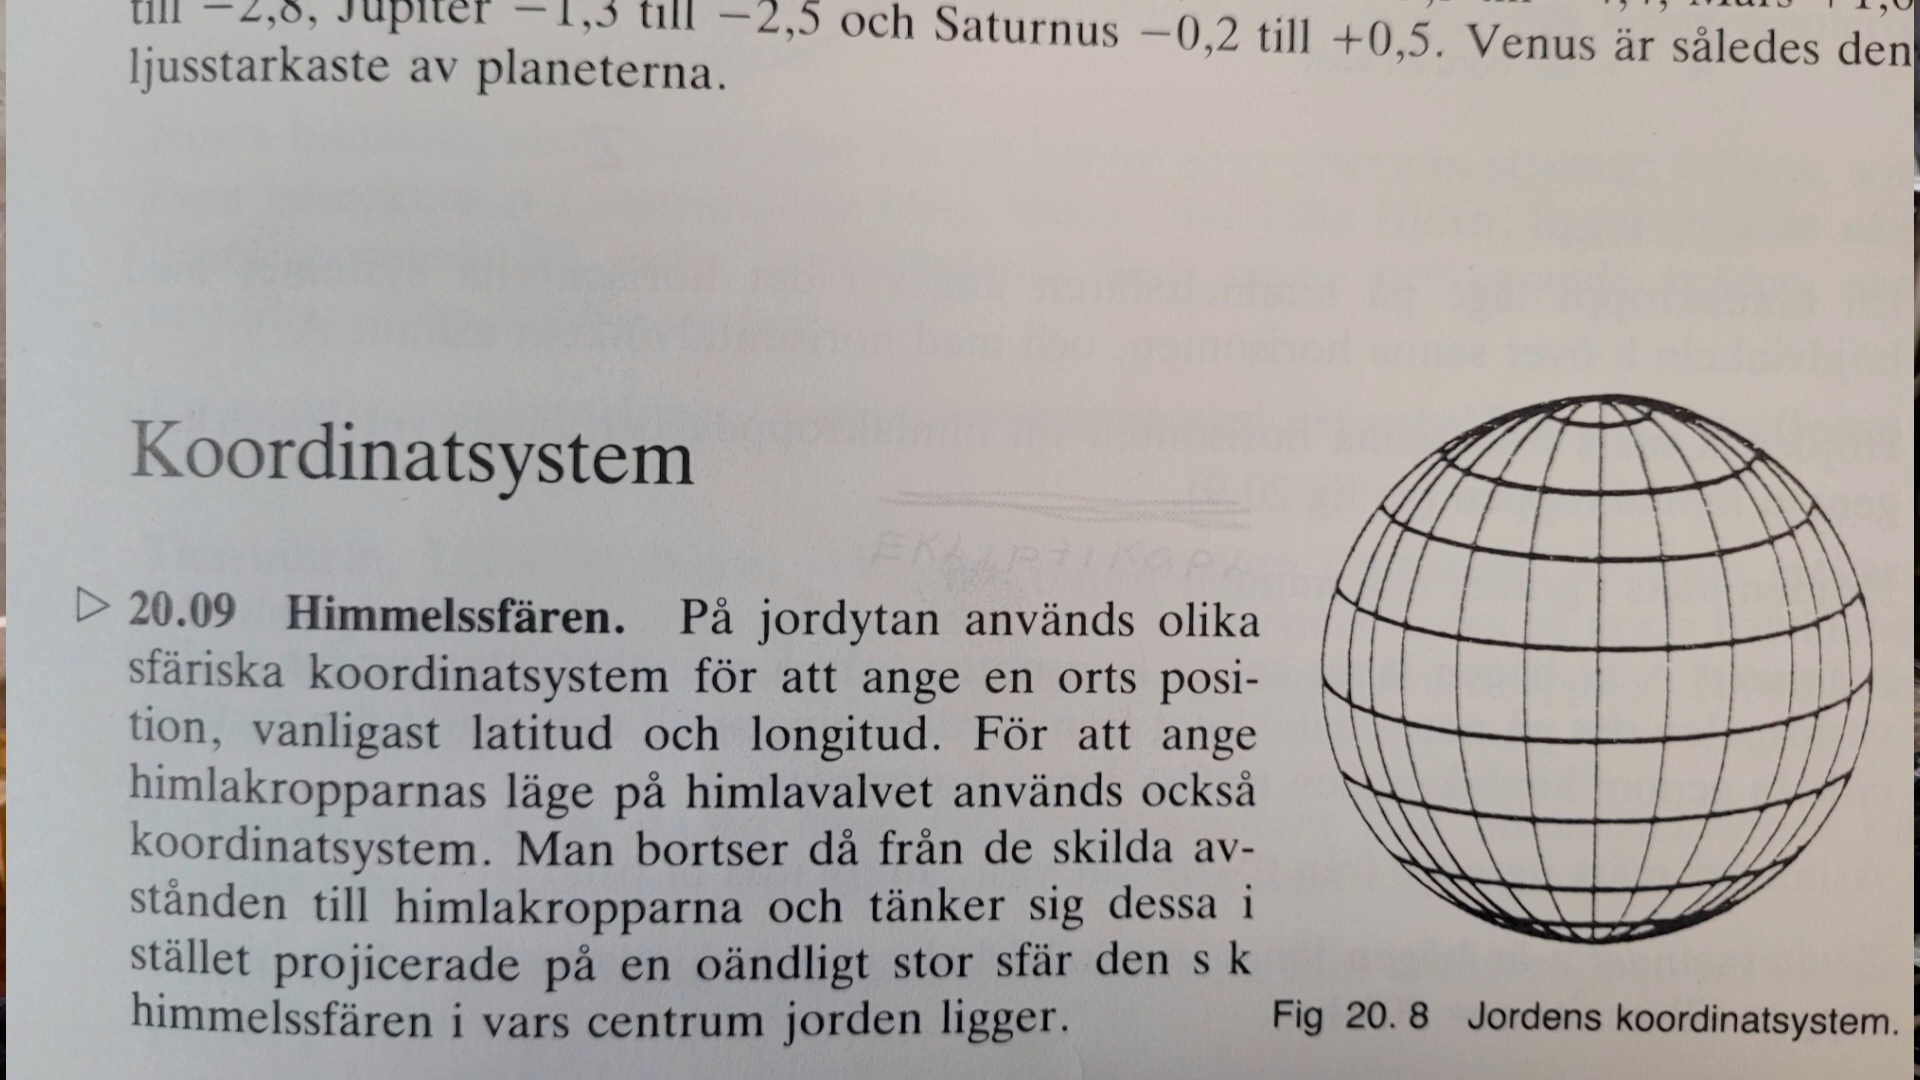 till −2,8, Jupiter −1,3 till −2,5 och Saturnus −0,2 till +0,5. Venus är således den
ljusstarkaste av planeterna.
Koordinatsystem
▷ 20.09 Himmelssfären. På jordytan används olika
sfäriska koordinatsystem för att ange en orts posi-
tion, vanligast latitud och longitud. För att ange
himlakropparnas läge på himlavalvet används också
koordinatsystem. Man bortser då från de skilda av-
stånden till himlakropparna och tänker sig dessa i
stället projicerade på en oändligt stor sfär den s k
himmelssfären i vars centrum jorden ligger.
Fig 20. 8 Jordens koordinatsystem.